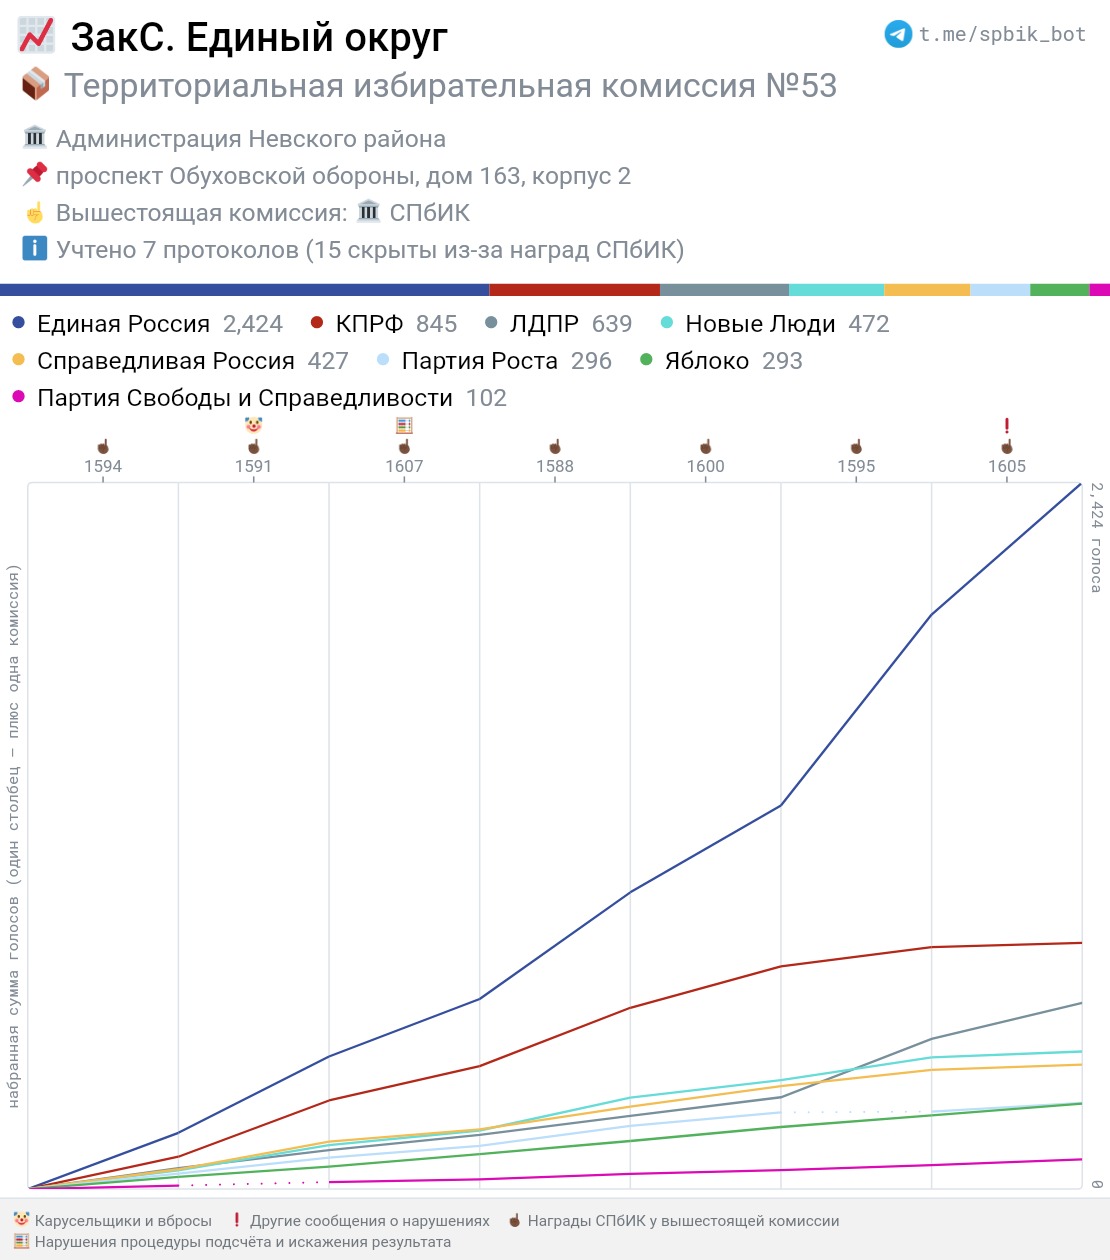 ЗакС. Единый округ
t.me/spbik_bot
Территориальная избирательная комиссия №53
Администрация Невского района
проспект Обуховской обороны, дом 163, корпус 2
Вышестоящая комиссия: СПбИК
Учтено 7 протоколов (15 скрыты из-за наград СПбИК)
Единая Россия 2,424 КПРФ 845 ЛДПР 639 Новые Люди 472
Справедливая Россия 427 Партия Роста 296 Яблоко 293
Партия Свободы и Справедливости 102
1594 1591 1607 1588 1600 1595 1605
набранная сумма голосов (один столбец – плюс одна комиссия)
2,424 голоса
0
Карусельщики и вбросы Другие сообщения о нарушениях Награды СПбИК у вышестоящей комиссии
Нарушения процедуры подсчёта и искажения результата